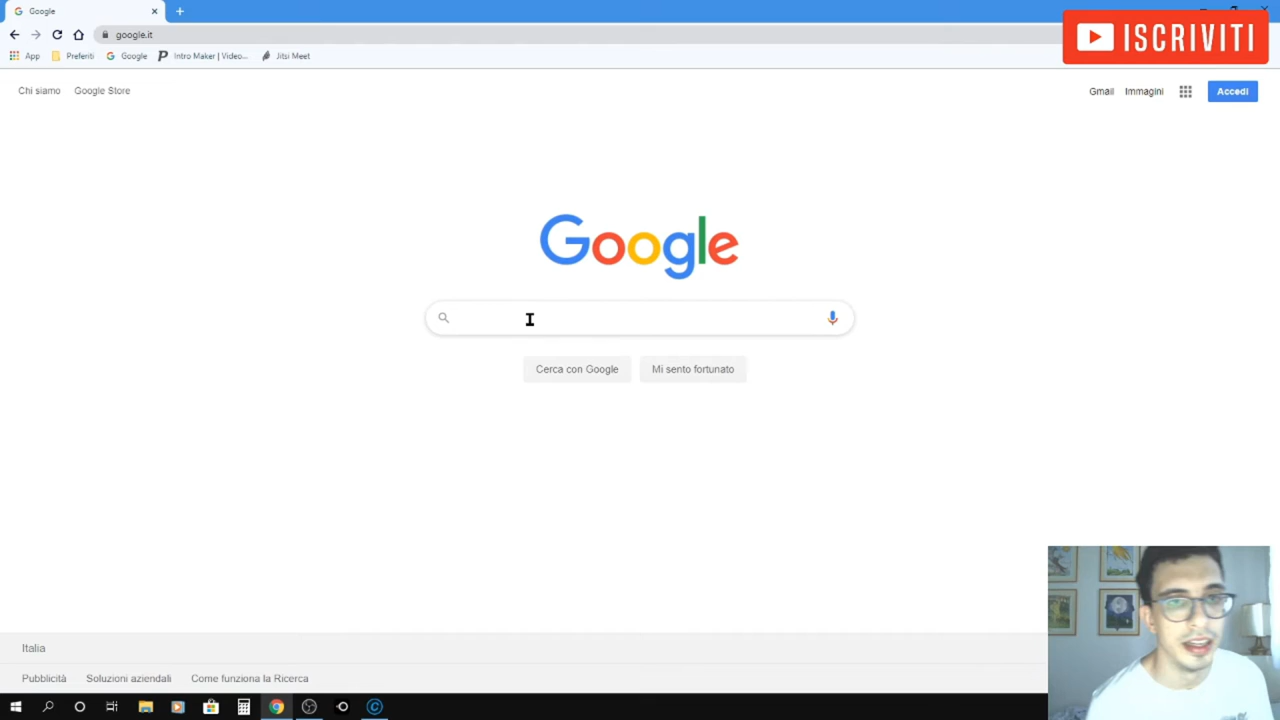 Google
google.it
ISCRIVITI
App Preferiti Google Intro Maker | Video... Jitsi Meet
Chi siamo Google Store Gmail Immagini Accedi
Google
Cerca con Google Mi sento fortunato
Italia
Pubblicità Soluzioni aziendali Come funziona la Ricerca